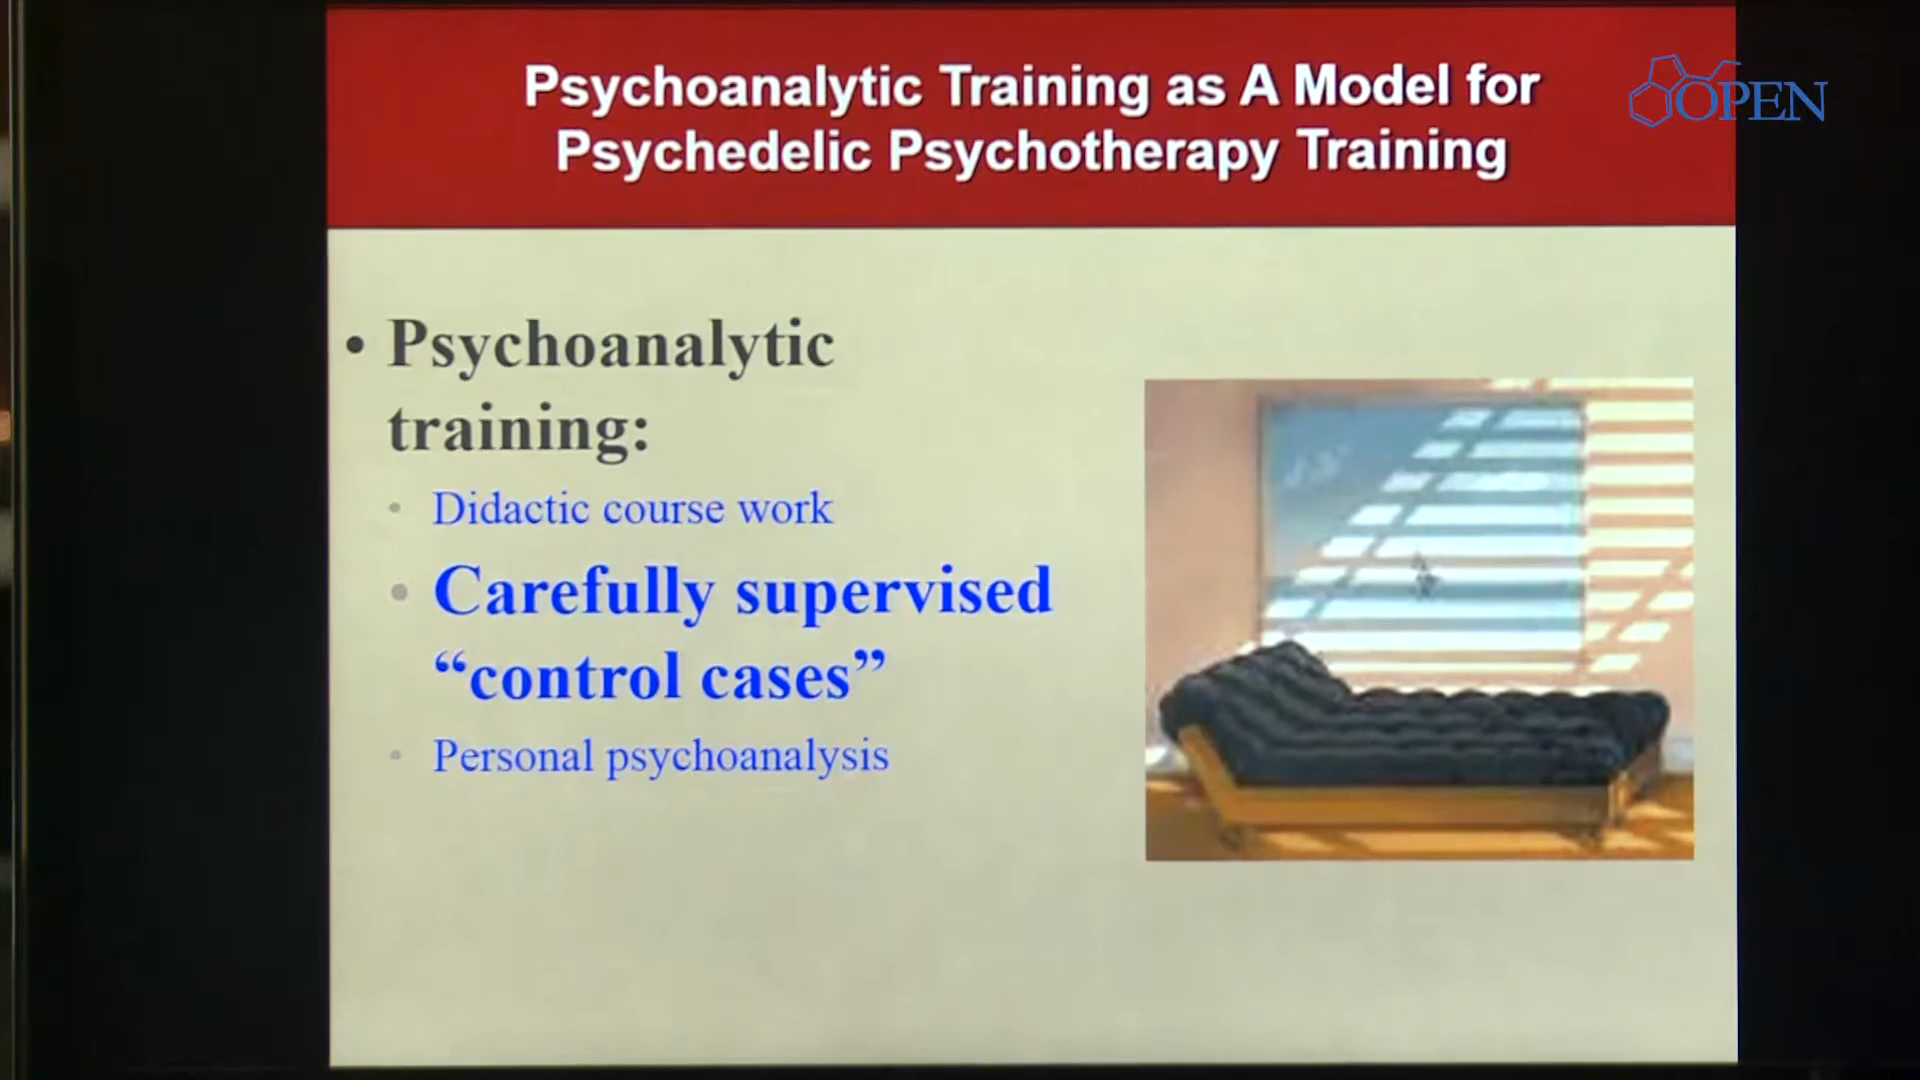 Psychoanalytic Training as A Model for
Psychedelic Psychotherapy Training
OPEN
• Psychoanalytic
training:
• Didactic course work
• Carefully supervised
“control cases”
• Personal psychoanalysis